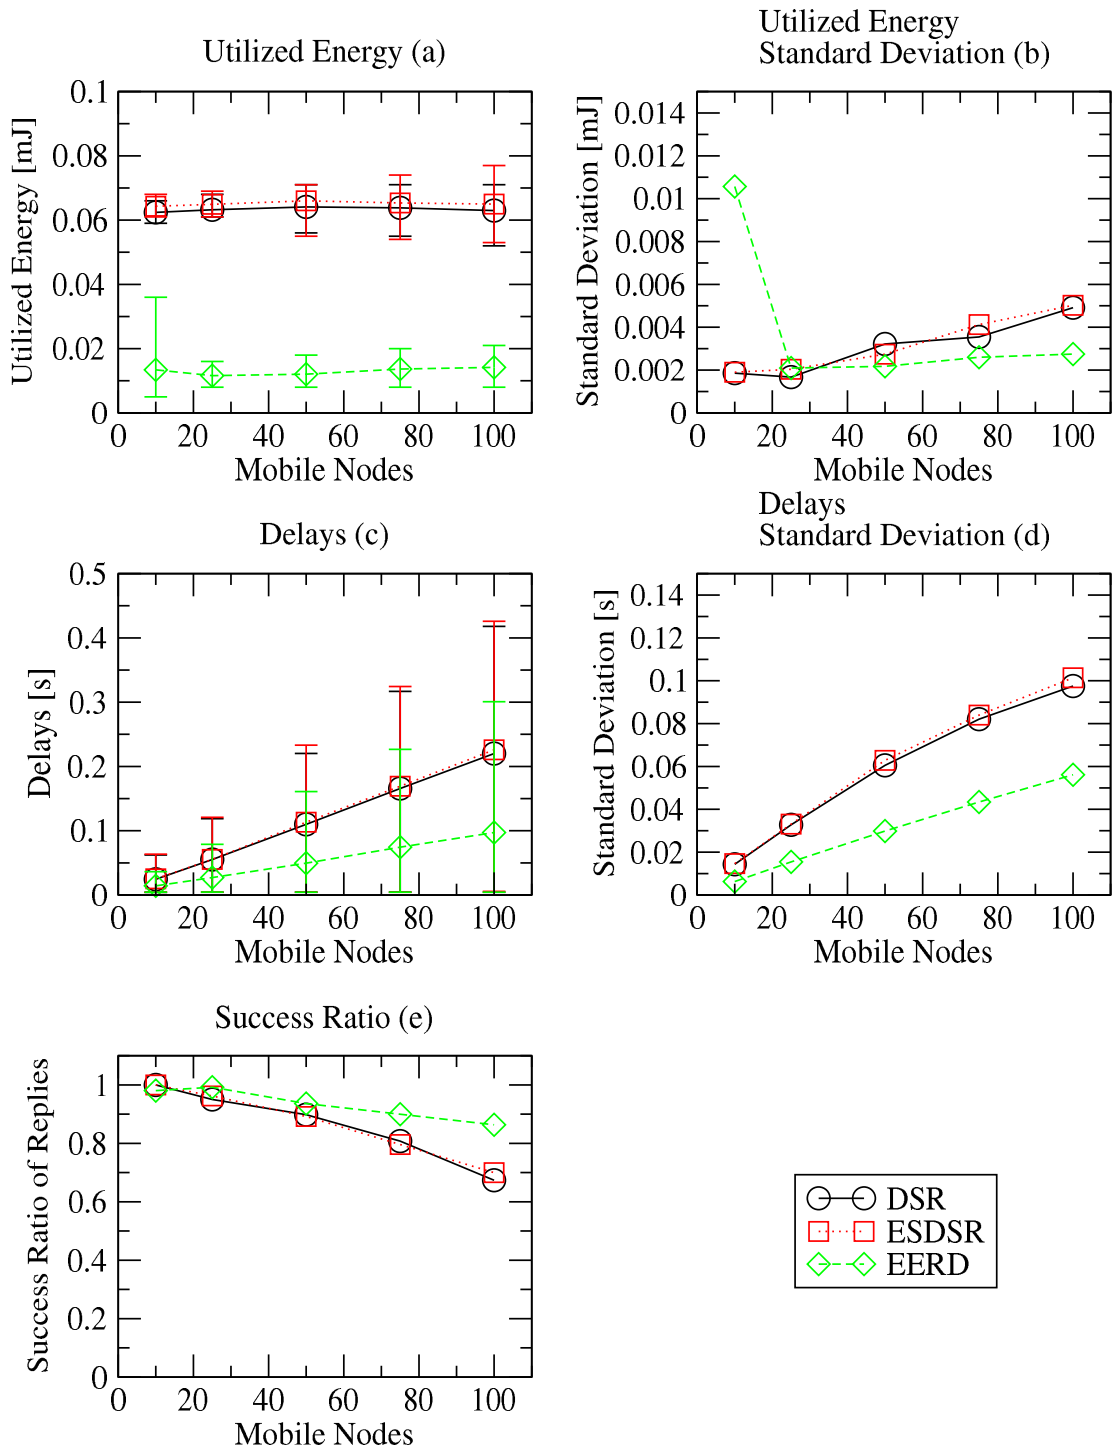 Utilized Energy (a)
Utilized Energy [mJ]
0.1
0.08
0.06
0.04
0.02
0
0 20 40 60 80 100
Mobile Nodes
Utilized Energy
Standard Deviation (b)
Standard Deviation [mJ]
0.014
0.012
0.01
0.008
0.006
0.004
0.002
0
0 20 40 60 80 100
Mobile Nodes
Delays (c)
Delays [s]
0.5
0.4
0.3
0.2
0.1
0
0 20 40 60 80 100
Mobile Nodes
Delays
Standard Deviation (d)
Standard Deviation [s]
0.14
0.12
0.1
0.08
0.06
0.04
0.02
0
0 20 40 60 80 100
Mobile Nodes
Success Ratio (e)
Success Ratio of Replies
1
0.8
0.6
0.4
0.2
0
0 20 40 60 80 100
Mobile Nodes
DSR
ESDSR
EERD